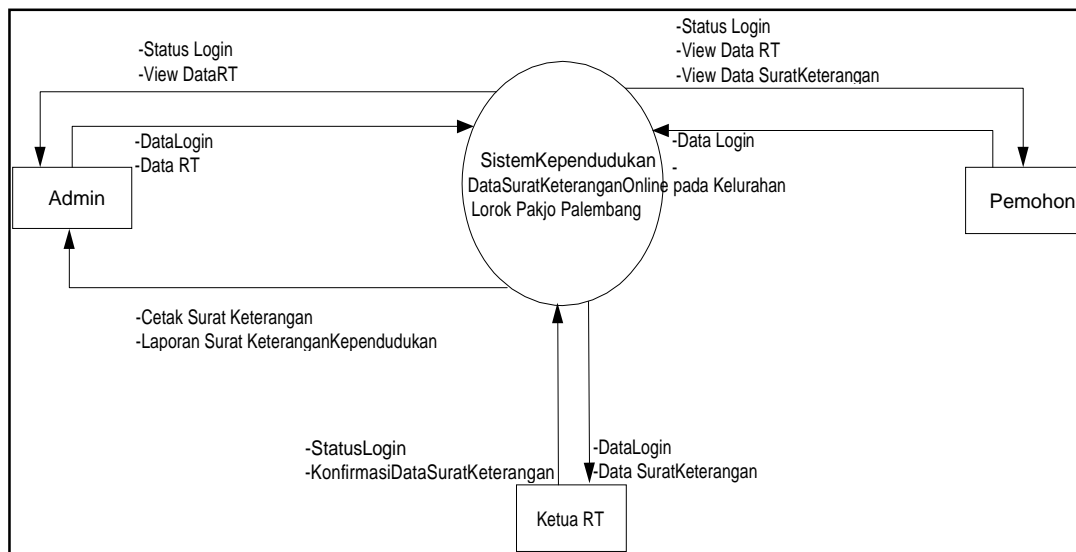 -Status Login
-View DataRT
-Status Login
-View Data RT
-View Data SuratKeterangan
-DataLogin
-Data RT
-Data Login
-
SistemKependudukan
DataSuratKeteranganOnline pada Kelurahan
Lorok Pakjo Palembang
Admin
Pemohon
-Cetak Surat Keterangan
-Laporan Surat KeteranganKependudukan
-StatusLogin
-KonfirmasiDataSuratKeterangan
-DataLogin
-Data SuratKeterangan
Ketua RT